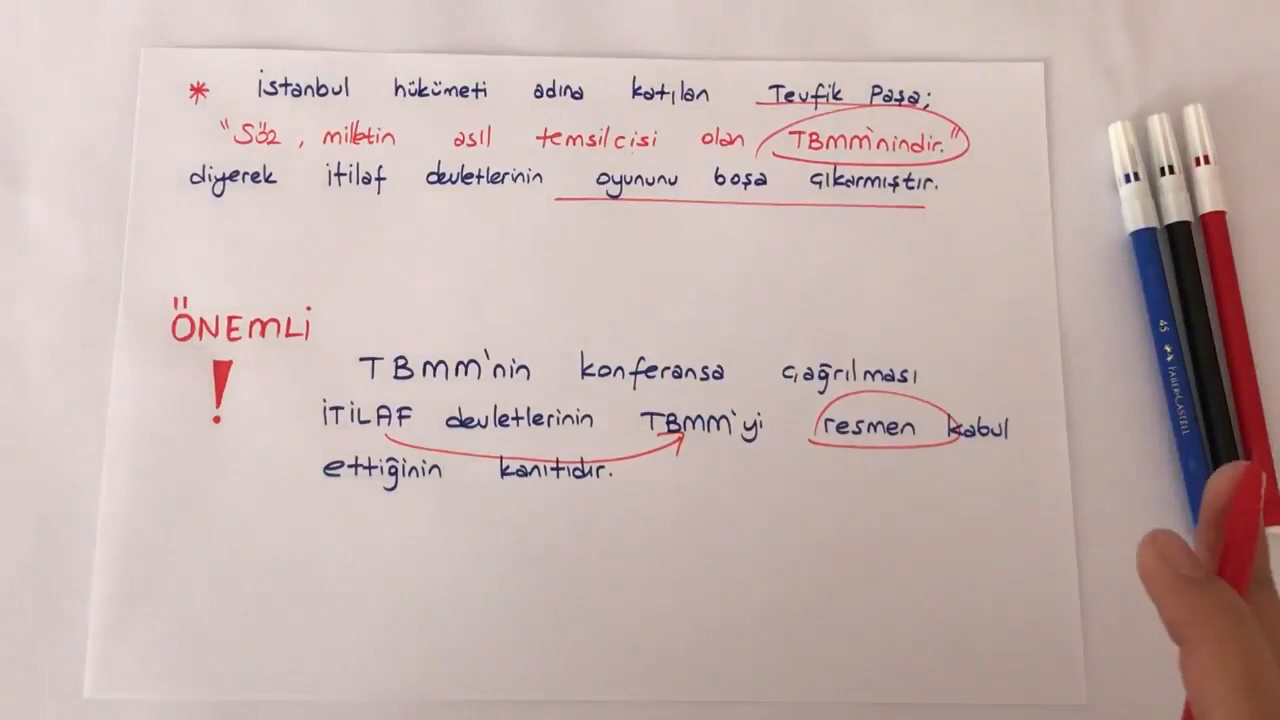 * İstanbul hükümeti adına katılan Tevfik Paşa;
"Söz, milletin asıl temsilcisi olan TBMM'nindir."
diyerek itilaf devletlerinin oyununu boşa çıkarmıştır.
ÖNEMLİ
!
TBMM'nin konferansa çağrılması
İTİLAF devletlerinin TBMM'yi resmen kabul
ettiğinin kanıtıdır.
45 FABER-CASTELL